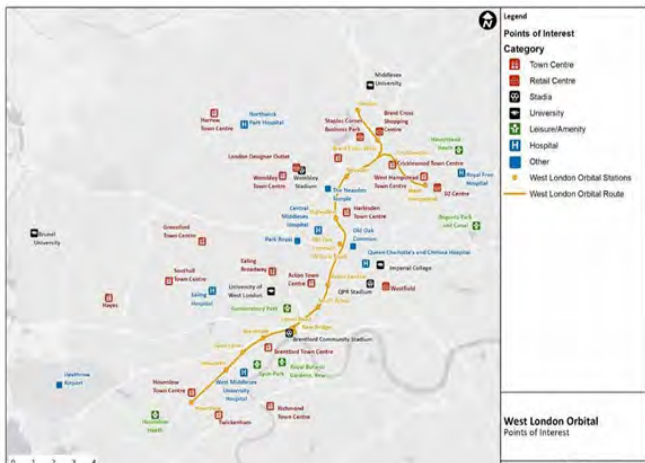 Legend
Points of Interest
Category
Town Centre
Retail Centre
Stadia
University
Leisure/Amenity
Hospital
Other
West London Orbital Stations
West London Orbital Route
Middlesex
University
Hendon
Harrow
Town Centre
Northwick
Park Hospital
Staples Corner
Business Park
Brent Cross
Shopping
Centre
London Designer Outlet
Wembley
Town Centre
Wembley
Stadium
Cricklewood Town Centre
West Hampstead
Town Centre
Hampstead
Heath
Royal Free
Hospital
O2 Centre
The Neasden
Temple
Harlesden
Town Centre
Central
Middlesex
Hospital
Regents Park
and Canal
Brunel
University
Greenford
Town Centre
Park Royal
Old Oak
Common
Queen Charlotte's and Chelsea Hospital
Imperial College
Southall
Town Centre
Ealing
Broadway
Acton Town
Centre
University of
West London
Ealing
Hospital
QPR Stadium
Westfield
Hayes
Gunnersbury Park
Brentford Community Stadium
Brentford Town Centre
Syon Park
Royal Botanic
Gardens, Kew
Heathrow
Airport
Hounslow
Town Centre
West Middlesex
University
Hospital
Hounslow
Heath
Twickenham
Richmond
Town Centre
West London Orbital
Points of Interest